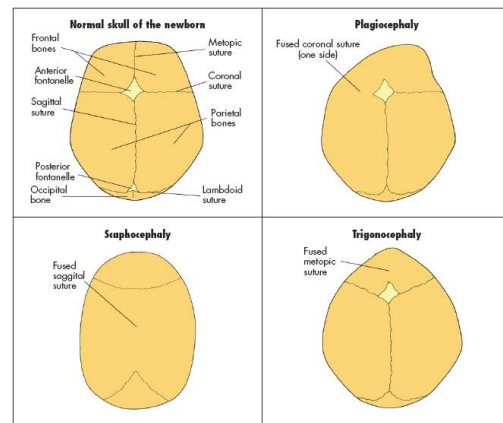 Normal skull of the newborn
Frontal
bones
Metopic
suture
Anterior
fontanelle
Coronal
suture
Sagittal
suture
Parietal
bones
Posterior
fontanelle
Occipital
bone
Lambdoid
suture
Plagiocephaly
Fused coronal suture
(one side)
Scaphocephaly
Fused
saggital
suture
Trigonocephaly
Fused
metopic
suture